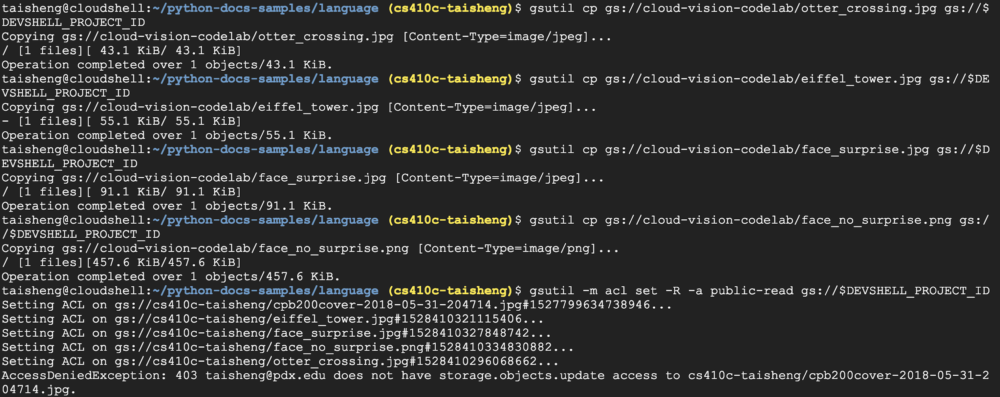 taisheng@cloudshell:~/python-docs-samples/language (cs410c-taisheng)$ gsutil cp gs://cloud-vision-codelab/otter_crossing.jpg gs://$
DEVSHELL_PROJECT_ID
Copying gs://cloud-vision-codelab/otter_crossing.jpg [Content-Type=image/jpeg]...
/ [1 files][ 43.1 KiB/ 43.1 KiB]
Operation completed over 1 objects/43.1 KiB.
taisheng@cloudshell:~/python-docs-samples/language (cs410c-taisheng)$ gsutil cp gs://cloud-vision-codelab/eiffel_tower.jpg gs://$DE
VSHELL_PROJECT_ID
Copying gs://cloud-vision-codelab/eiffel_tower.jpg [Content-Type=image/jpeg]...
- [1 files][ 55.1 KiB/ 55.1 KiB]
Operation completed over 1 objects/55.1 KiB.
taisheng@cloudshell:~/python-docs-samples/language (cs410c-taisheng)$ gsutil cp gs://cloud-vision-codelab/face_surprise.jpg gs://$D
EVSHELL_PROJECT_ID
Copying gs://cloud-vision-codelab/face_surprise.jpg [Content-Type=image/jpeg]...
/ [1 files][ 91.1 KiB/ 91.1 KiB]
Operation completed over 1 objects/91.1 KiB.
taisheng@cloudshell:~/python-docs-samples/language (cs410c-taisheng)$ gsutil cp gs://cloud-vision-codelab/face_no_surprise.png gs:/
/$DEVSHELL_PROJECT_ID
Copying gs://cloud-vision-codelab/face_no_surprise.png [Content-Type=image/png]...
/ [1 files][457.6 KiB/457.6 KiB]
Operation completed over 1 objects/457.6 KiB.
taisheng@cloudshell:~/python-docs-samples/language (cs410c-taisheng)$ gsutil -m acl set -R -a public-read gs://$DEVSHELL_PROJECT_ID
Setting ACL on gs://cs410c-taisheng/cpb200cover-2018-05-31-204714.jpg#1527799634738946...
Setting ACL on gs://cs410c-taisheng/eiffel_tower.jpg#1528410321115406...
Setting ACL on gs://cs410c-taisheng/face_surprise.jpg#1528410327848742...
Setting ACL on gs://cs410c-taisheng/face_no_surprise.png#1528410334830882...
Setting ACL on gs://cs410c-taisheng/otter_crossing.jpg#1528410296068662...
AccessDeniedException: 403 taisheng@pdx.edu does not have storage.objects.update access to cs410c-taisheng/cpb200cover-2018-05-31-2
04714.jpg.